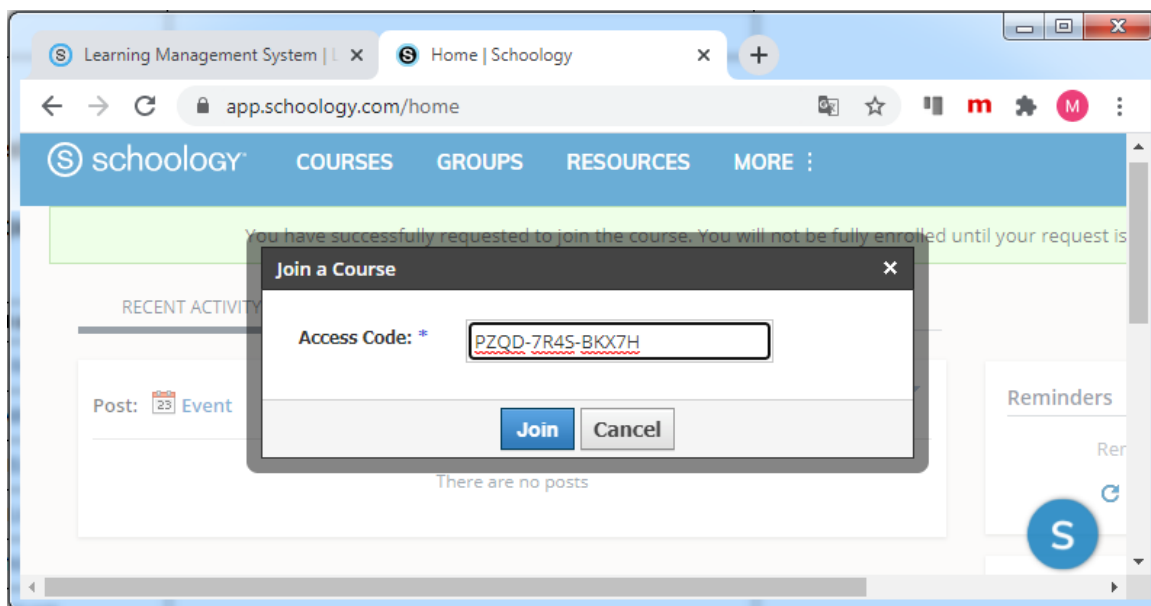 Learning Management System | L
Home | Schoology
app.schoology.com/home
m
M
S schoology COURSES GROUPS RESOURCES MORE
You have successfully requested to join the course. You will not be fully enrolled until your request is
Join a Course
RECENT ACTIVITY
Access Code: *
PZQD-7R4S-BKX7H
Post: 23 Event
Reminders
Join Cancel
Rer
There are no posts
S